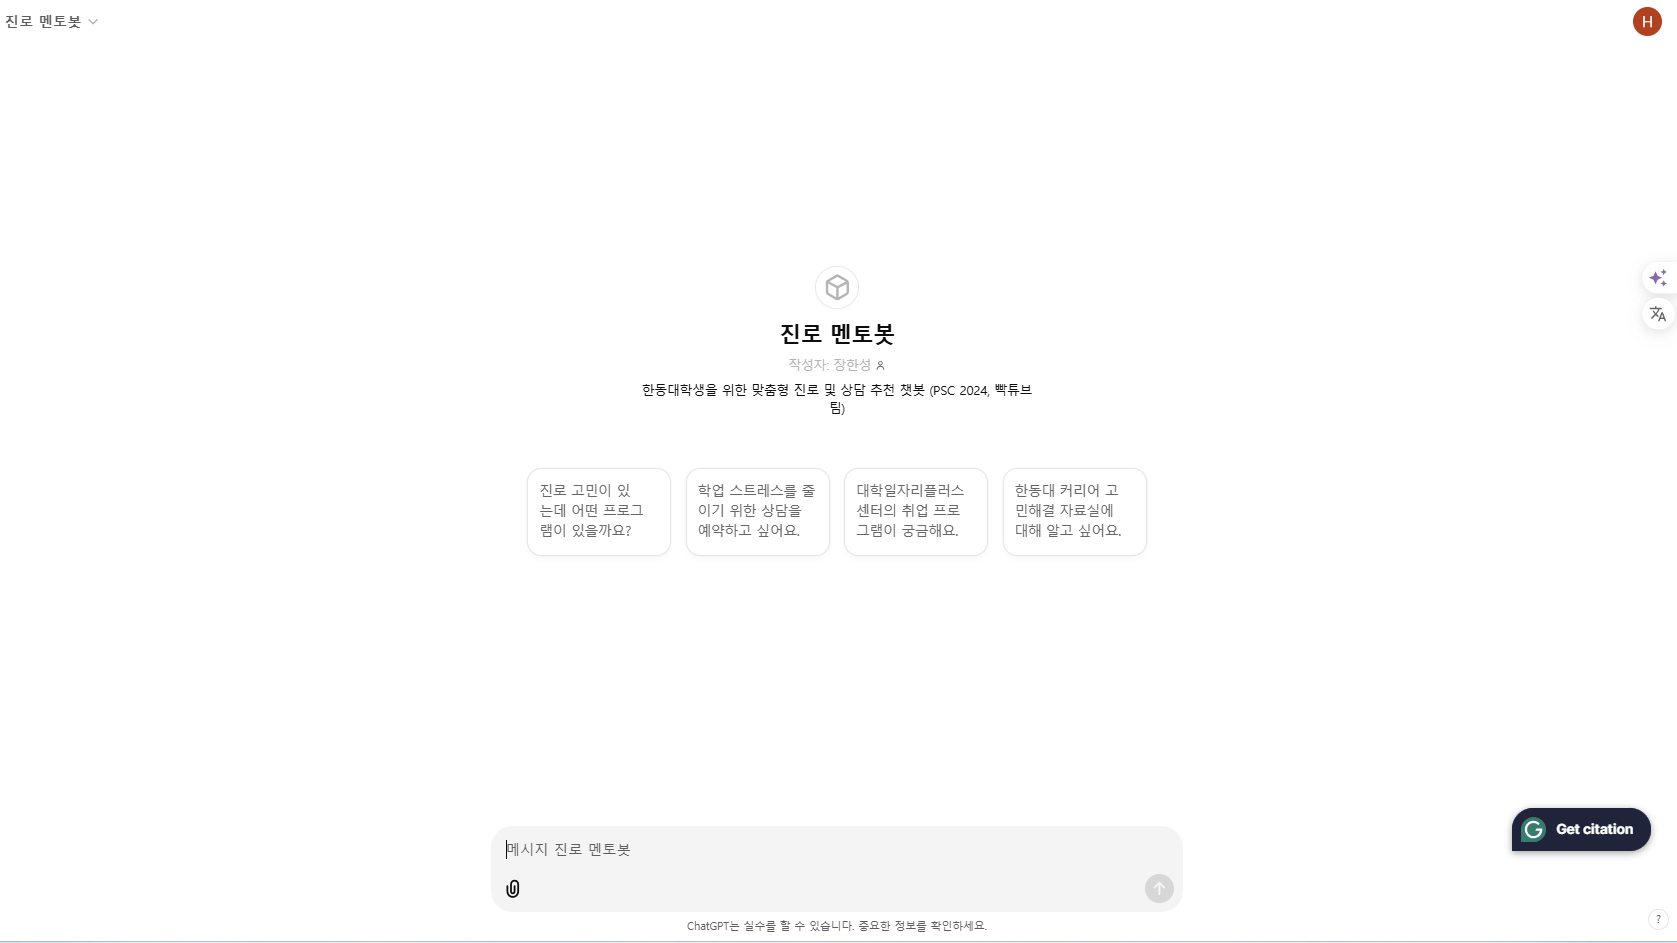 진로 멘토봇
H
진로 멘토봇
작성자: 장한성
한동대학생을 위한 맞춤형 진로 및 상담 추천 챗봇 (PSC 2024, 빡튜브
팀)
진로 고민이 있
는데 어떤 프로그
램이 있을까요?
학업 스트레스를 줄
이기 위한 상담을
예약하고 싶어요.
대학일자리플러스
센터의 취업 프로
그램이 궁금해요.
한동대 커리어 고
민해결 자료실에
대해 알고 싶어요.
Get citation
메시지 진로 멘토봇
ChatGPT는 실수를 할 수 있습니다. 중요한 정보를 확인하세요.
?